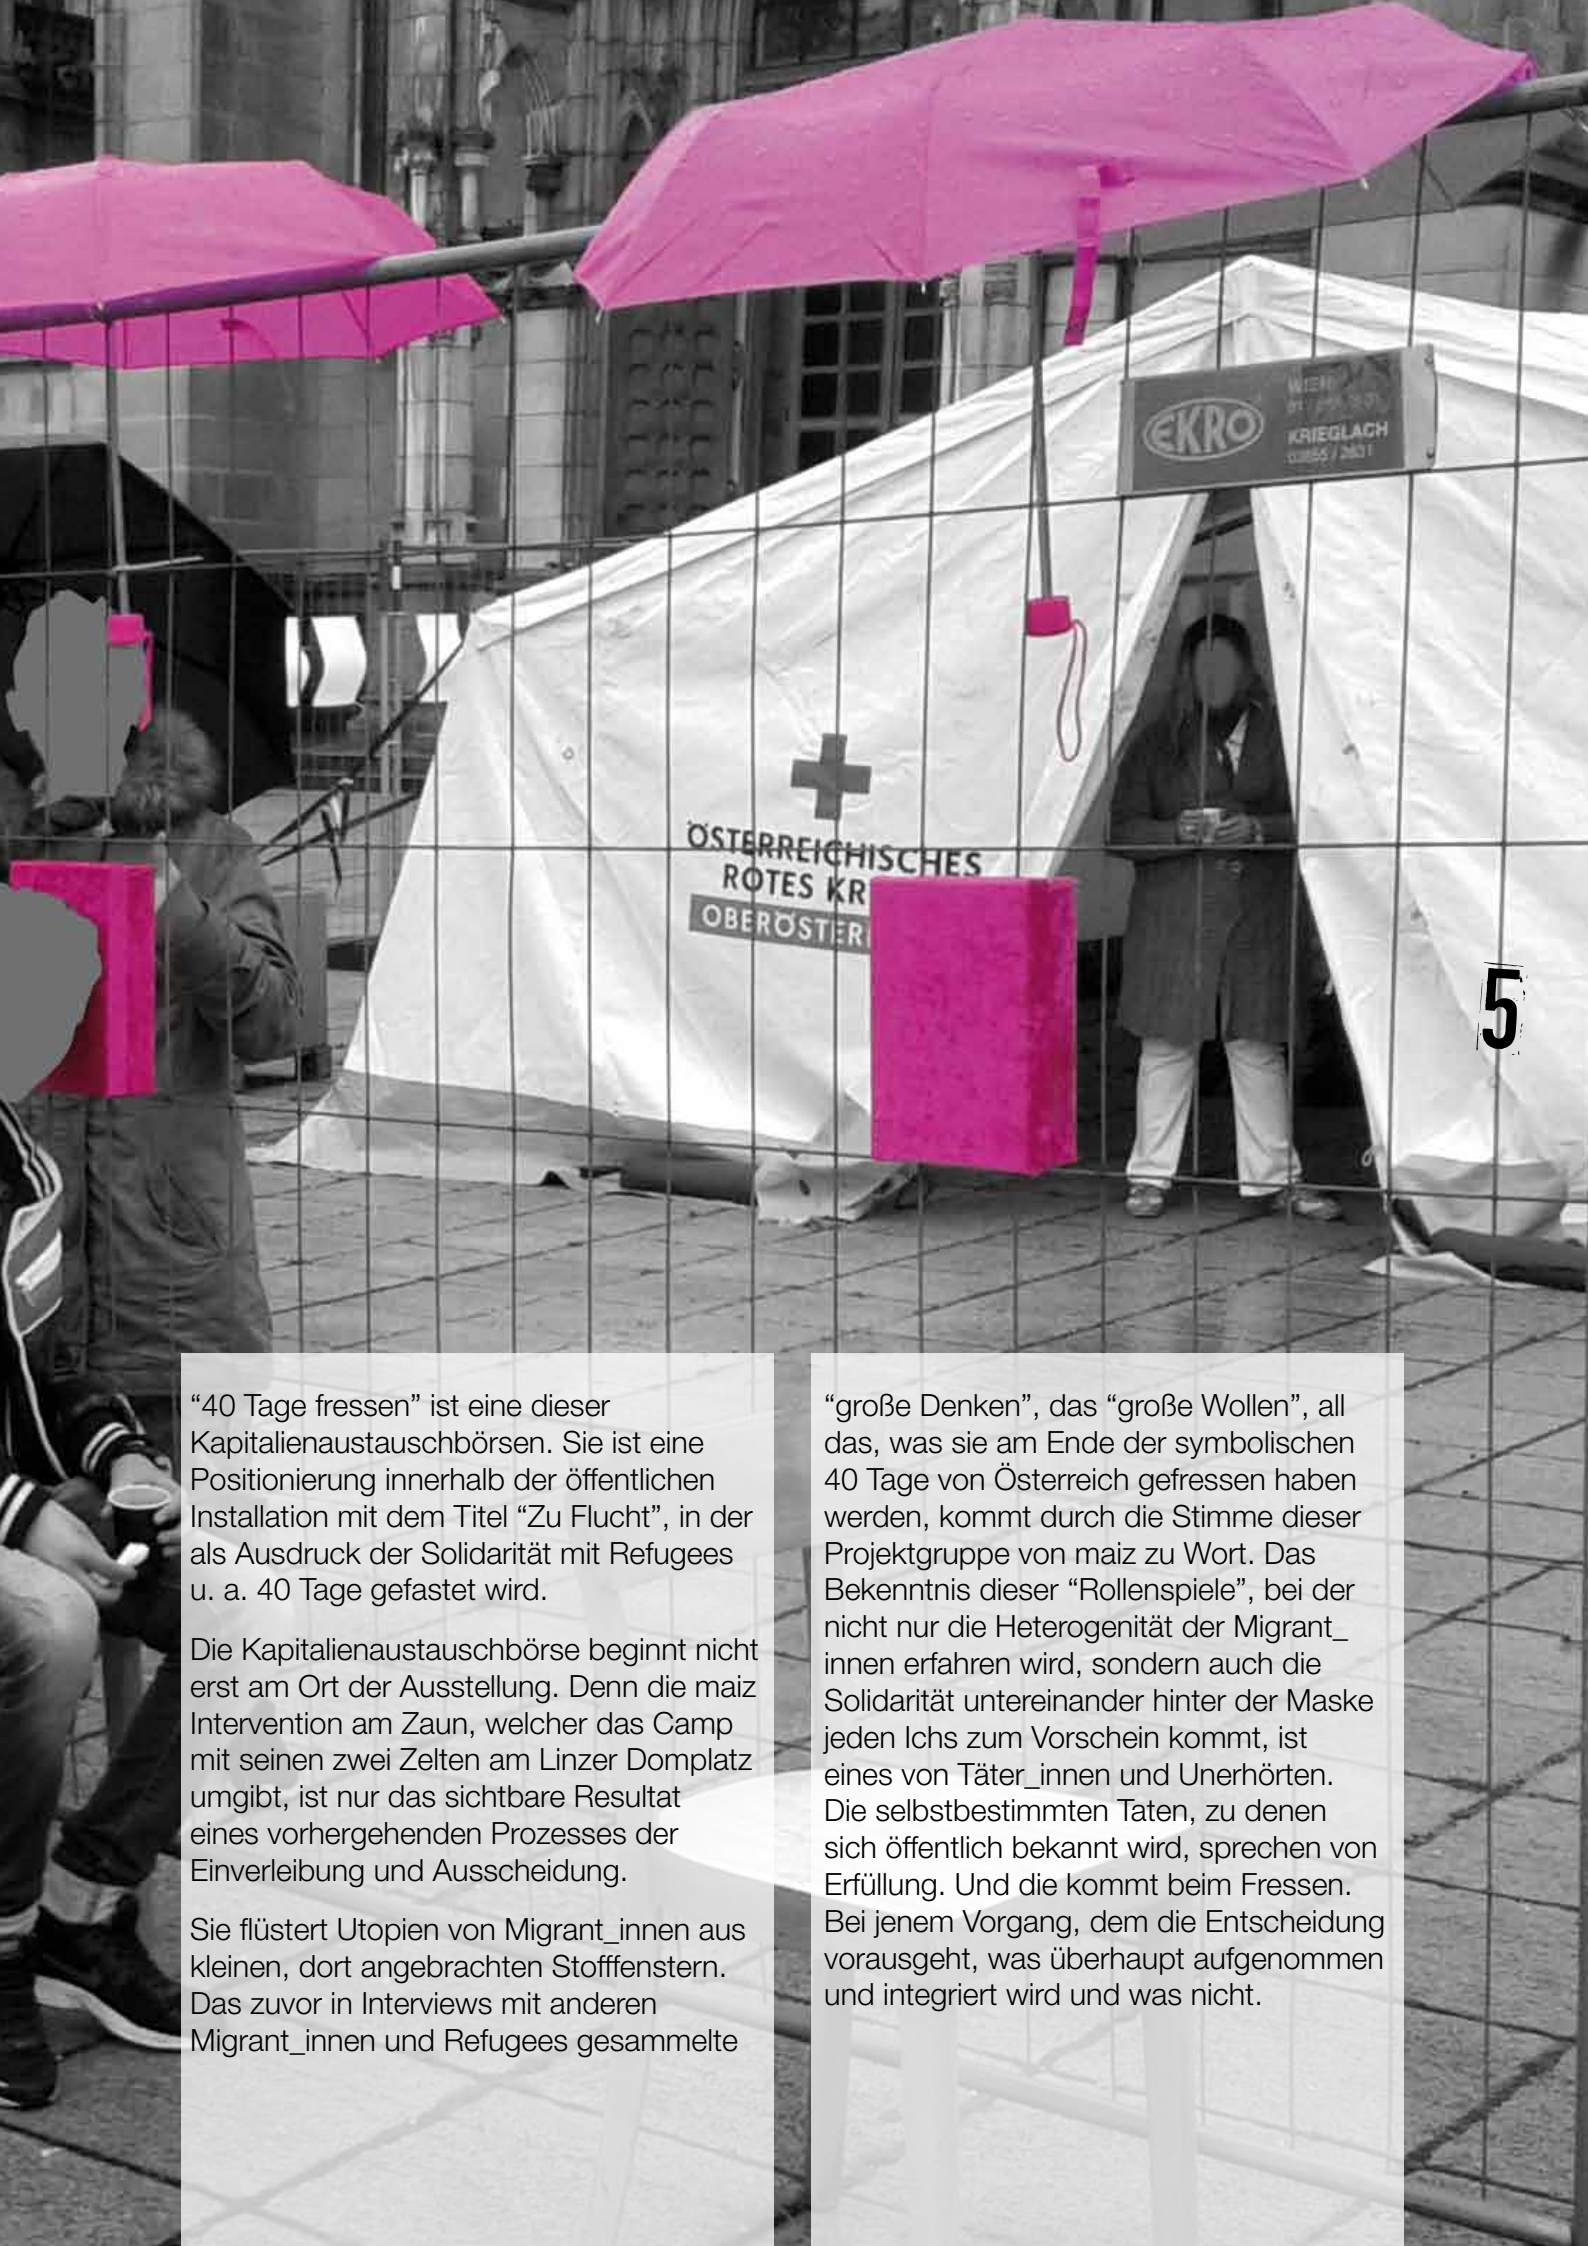 EKRO
WIEN
KRIEGLACH
ÖSTERREICHISCHES
ROTES KR
OBERÖSTER
5
“40 Tage fressen” ist eine dieser
Kapitalienaustauschbörsen. Sie ist eine
Positionierung innerhalb der öffentlichen
Installation mit dem Titel “Zu Flucht”, in der
als Ausdruck der Solidarität mit Refugees
u. a. 40 Tage gefastet wird.
Die Kapitalienaustauschbörse beginnt nicht
erst am Ort der Ausstellung. Denn die maiz
Intervention am Zaun, welcher das Camp
mit seinen zwei Zelten am Linzer Domplatz
umgibt, ist nur das sichtbare Resultat
eines vorhergehenden Prozesses der
Einverleibung und Ausscheidung.
Sie flüstert Utopien von Migrant_innen aus
kleinen, dort angebrachten Stofffenstern.
Das zuvor in Interviews mit anderen
Migrant_innen und Refugees gesammelte
“große Denken”, das “große Wollen”, all
das, was sie am Ende der symbolischen
40 Tage von Österreich gefressen haben
werden, kommt durch die Stimme dieser
Projektgruppe von maiz zu Wort. Das
Bekenntnis dieser “Rollenspiele”, bei der
nicht nur die Heterogenität der Migrant_
innen erfahren wird, sondern auch die
Solidarität untereinander hinter der Maske
jeden Ichs zum Vorschein kommt, ist
eines von Täter_innen und Unerhörten.
Die selbstbestimmten Taten, zu denen
sich öffentlich bekannt wird, sprechen von
Erfüllung. Und die kommt beim Fressen.
Bei jenem Vorgang, dem die Entscheidung
vorausgeht, was überhaupt aufgenommen
und integriert wird und was nicht.